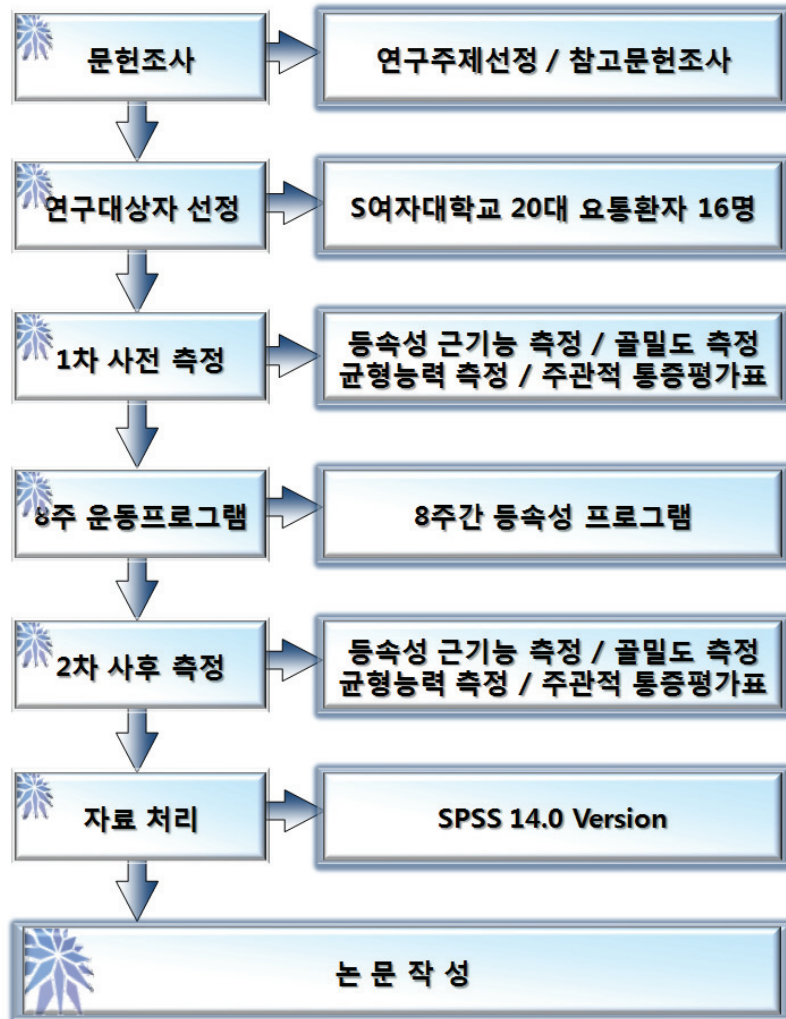 문헌조사
연구주제선정 / 참고문헌조사
연구대상자 선정
S여자대학교 20대 요통환자 16명
1차 사전 측정
등속성 근기능 측정 / 골밀도 측정
균형능력 측정 / 주관적 통증평가표
8주 운동프로그램
8주간 등속성 프로그램
2차 사후 측정
등속성 근기능 측정 / 골밀도 측정
균형능력 측정 / 주관적 통증평가표
자료 처리
SPSS 14.0 Version
논 문 작 성